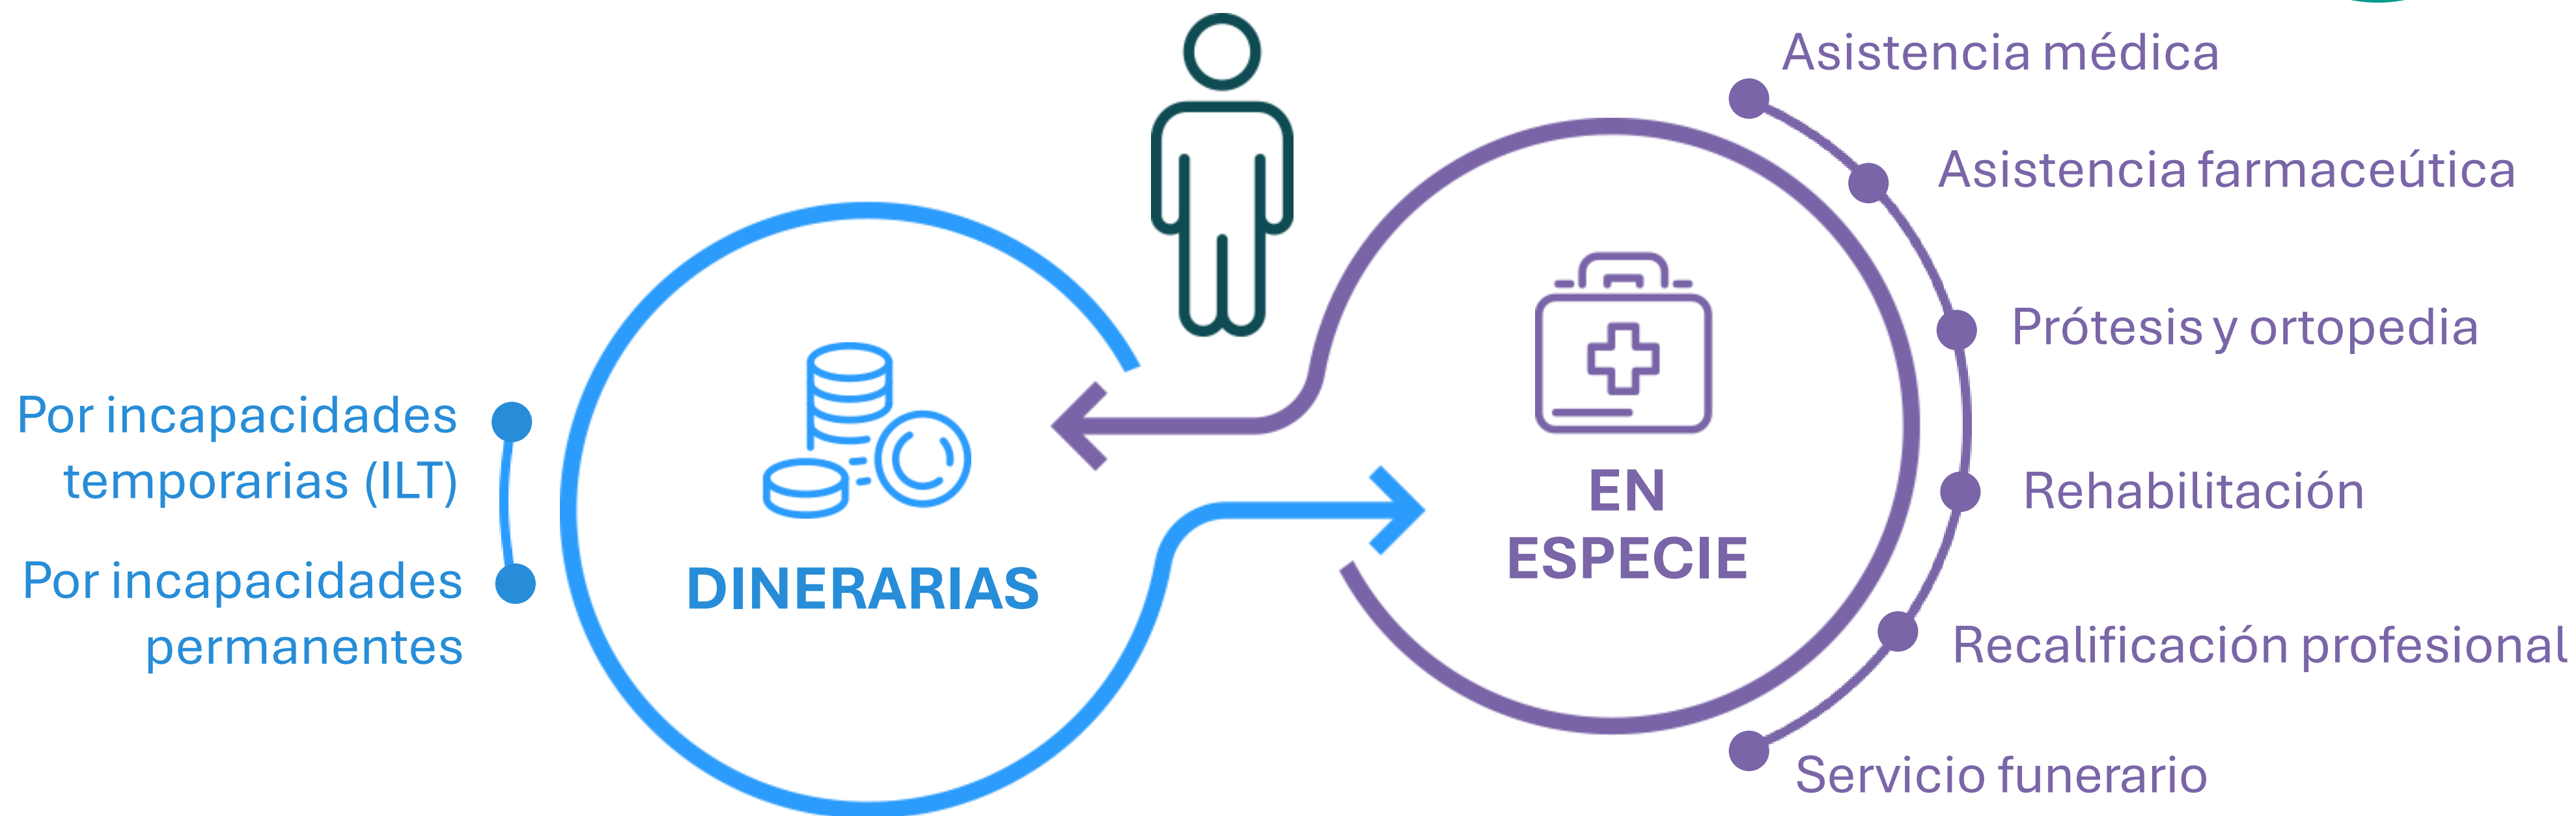 Por incapacidades
temporarias (ILT)
Por incapacidades
permanentes
DINERARIAS
EN
ESPECIE
Asistencia médica
Asistencia farmaceútica
Prótesis y ortopedia
Rehabilitación
Recalificación profesional
Servicio funerario